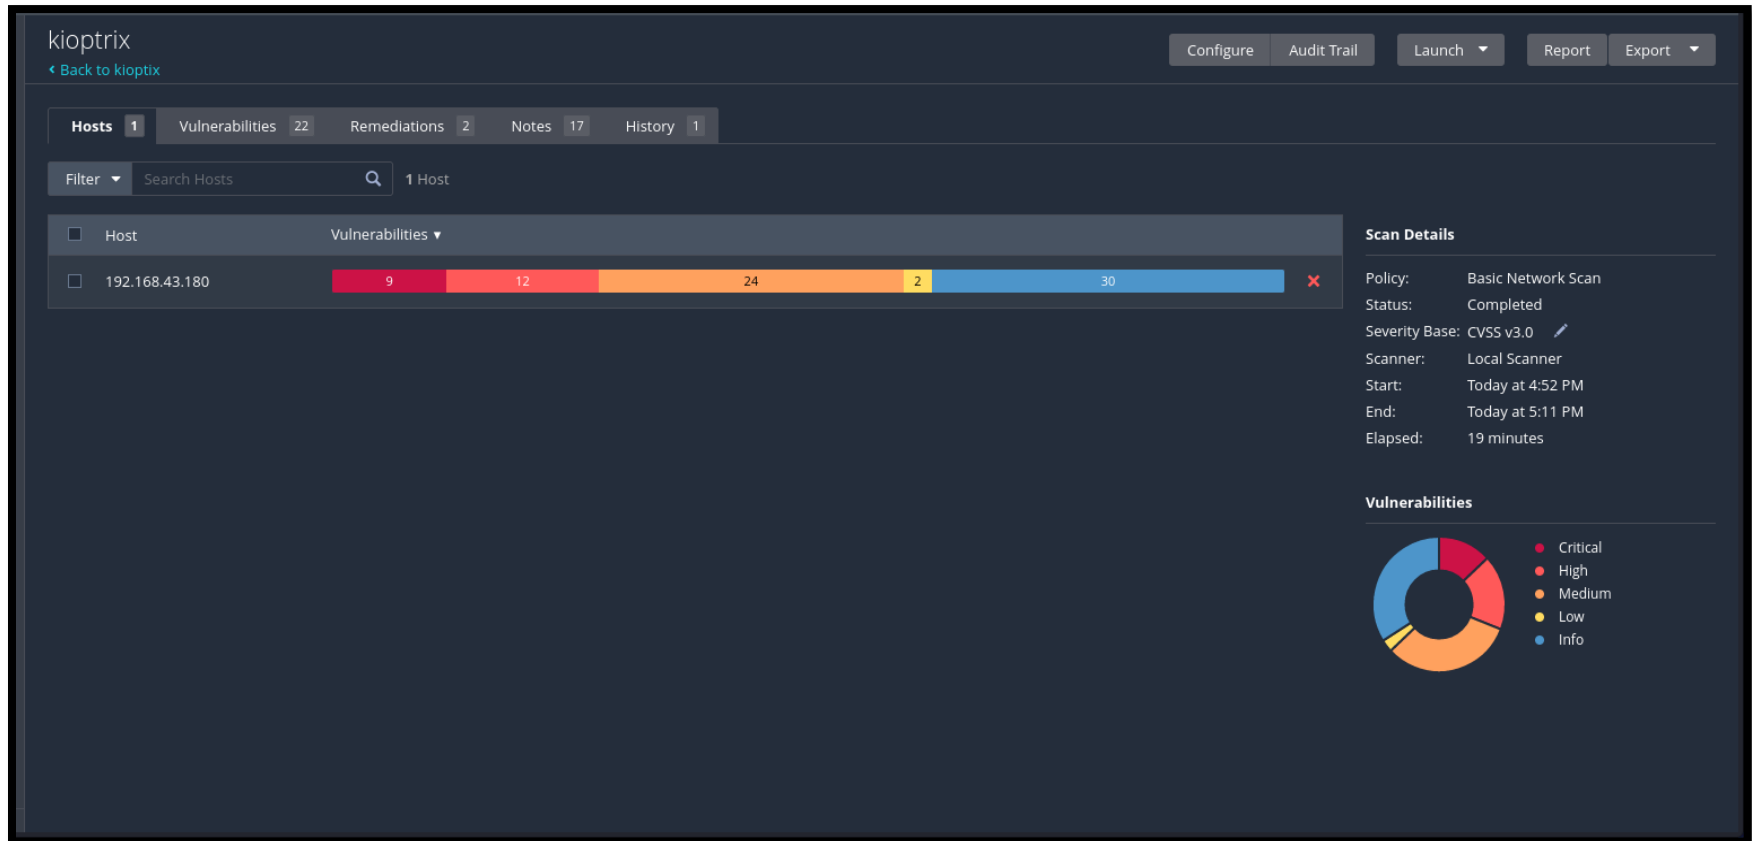 kioptrix
Back to kioptix
Configure Audit Trail Launch Report Export
Hosts 1 Vulnerabilities 22 Remediations 2 Notes 17 History 1
Filter Search Hosts 1 Host
Host Vulnerabilities
192.168.43.180 9 12 24 2 30
Scan Details
Policy: Basic Network Scan
Status: Completed
Severity Base: CVSS v3.0
Scanner: Local Scanner
Start: Today at 4:52 PM
End: Today at 5:11 PM
Elapsed: 19 minutes
Vulnerabilities
Critical
High
Medium
Low
Info